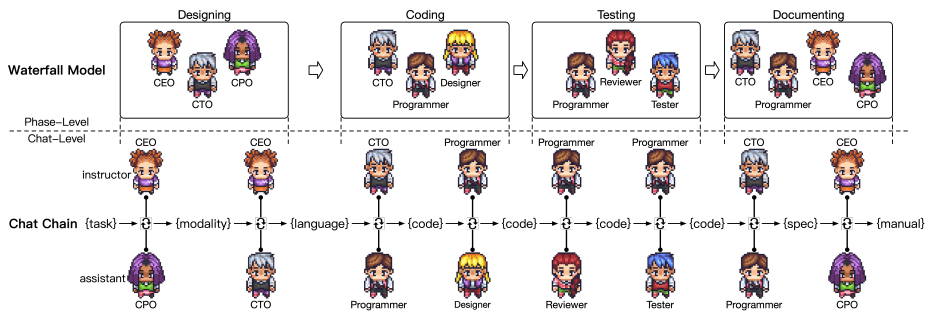 Designing
Coding
Testing
Documenting
Waterfall Model
CEO
CTO
CPO
CTO
Programmer
Designer
Programmer
Reviewer
Tester
CTO
Programmer
CEO
CPO
Phase-Level
Chat-Level
CEO
CEO
CTO
Programmer
Programmer
Programmer
CTO
CEO
instructor
Chat Chain {task} {modality} {language} {code} {code} {code} {code} {spec} {manual}
assistant
CPO
CTO
Programmer
Designer
Reviewer
Tester
Programmer
CPO